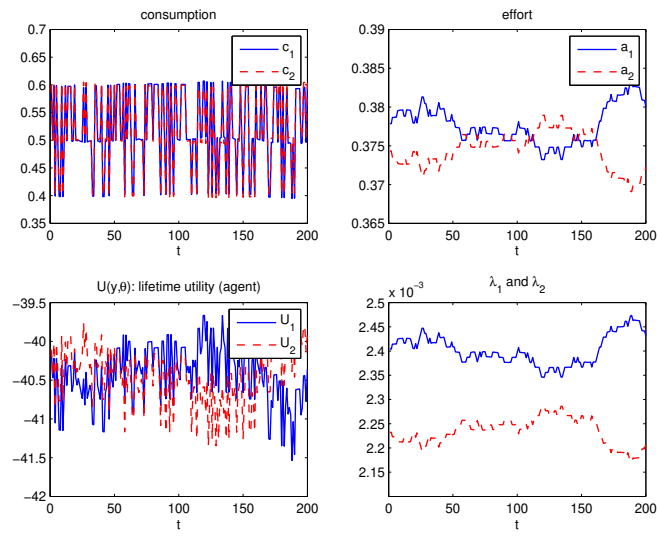 consumption
0.7
0.65
0.6
0.55
0.5
0.45
0.4
0.35
0 50 100 150 200
t
c1
c2
effort
0.39
0.385
0.38
0.375
0.37
0.365
0 50 100 150 200
t
a1
a2
U(y,θ): lifetime utility (agent)
−39.5
−40
−40.5
−41
−41.5
−42
0 50 100 150 200
t
U1
U2
λ1 and λ2
x 10−3
2.5
2.45
2.4
2.35
2.3
2.25
2.2
2.15
0 50 100 150 200
t